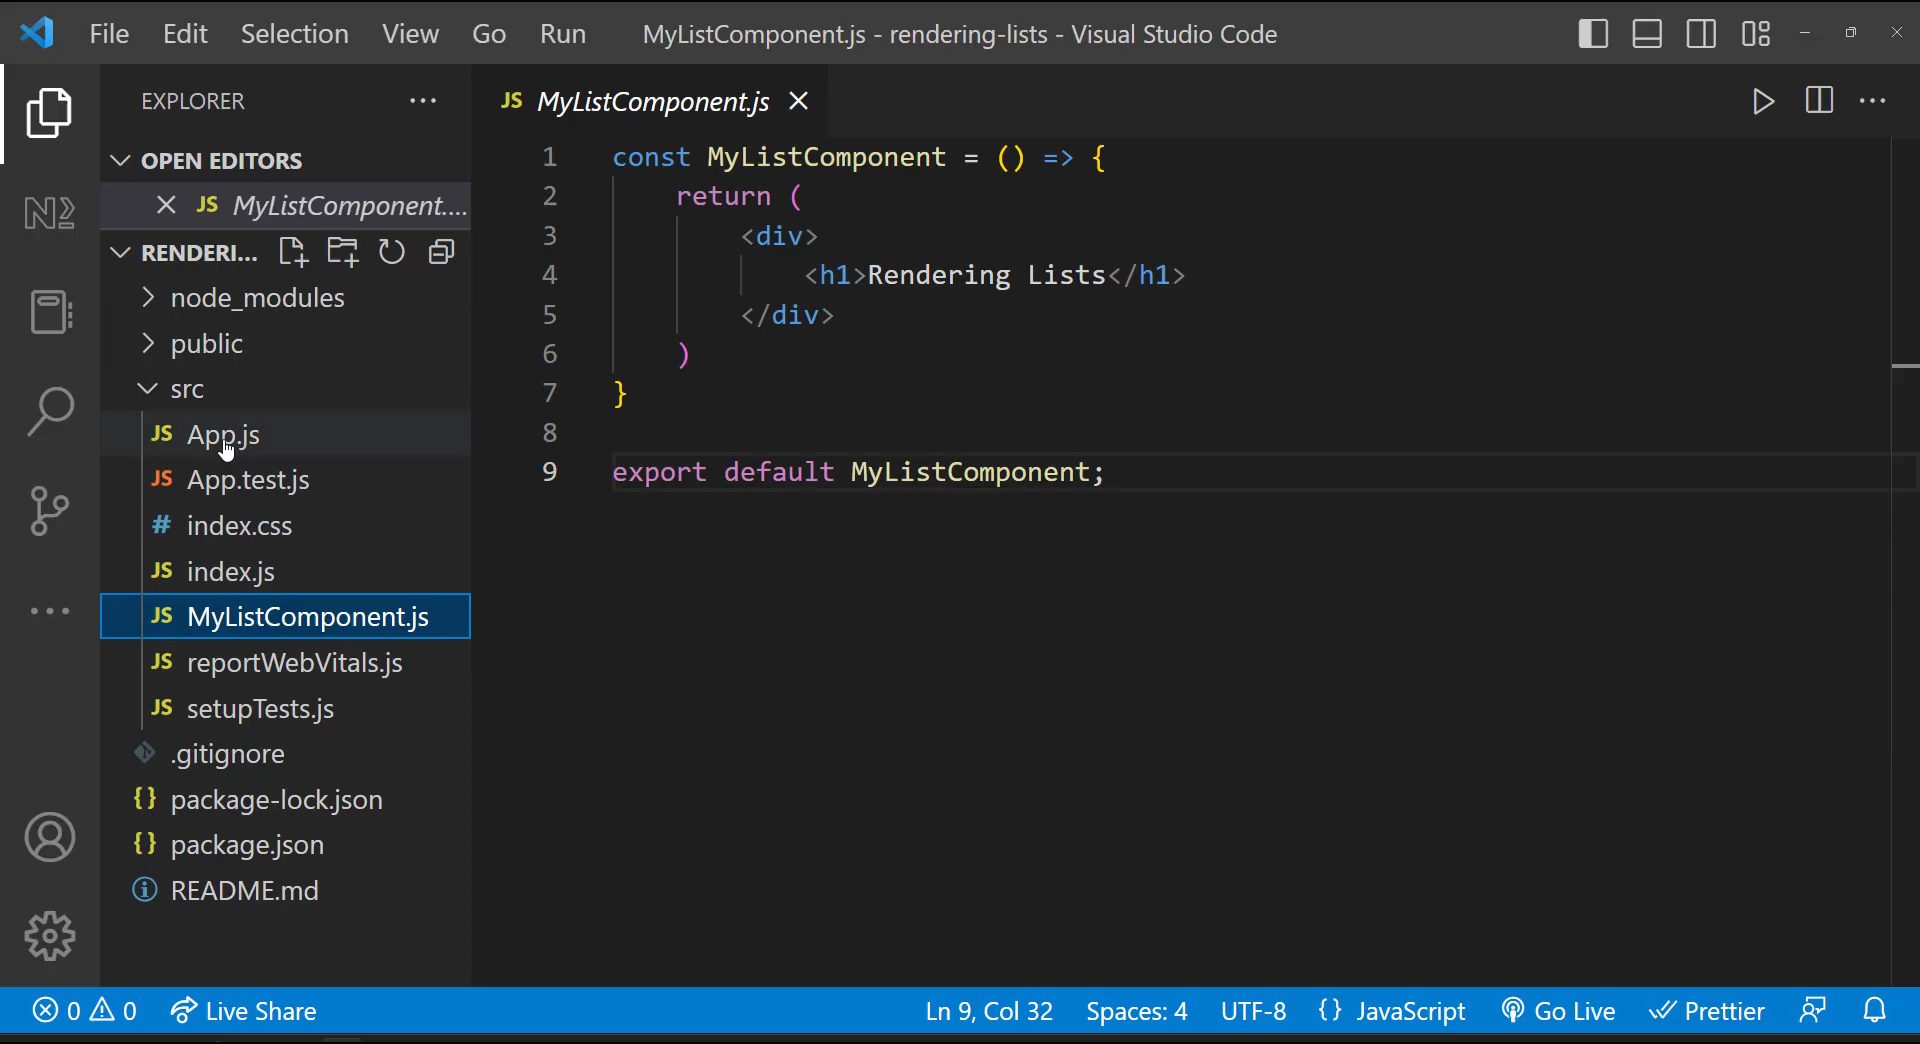 File Edit Selection View Go Run MyListComponent.js - rendering-lists - Visual Studio Code
EXPLORER
OPEN EDITORS
JS MyListComponent....
RENDERI...
node_modules
public
src
JS App.js
JS App.test.js
# index.css
JS index.js
JS MyListComponent.js
JS reportWebVitals.js
JS setupTests.js
.gitignore
{} package-lock.json
{} package.json
README.md
JS MyListComponent.js
1 const MyListComponent = () => {
2 return (
3 <div>
4 <h1>Rendering Lists</h1>
5 </div>
6 )
7 }
8
9 export default MyListComponent;
0 0 Live Share Ln 9, Col 32 Spaces: 4 UTF-8 {} JavaScript Go Live Prettier